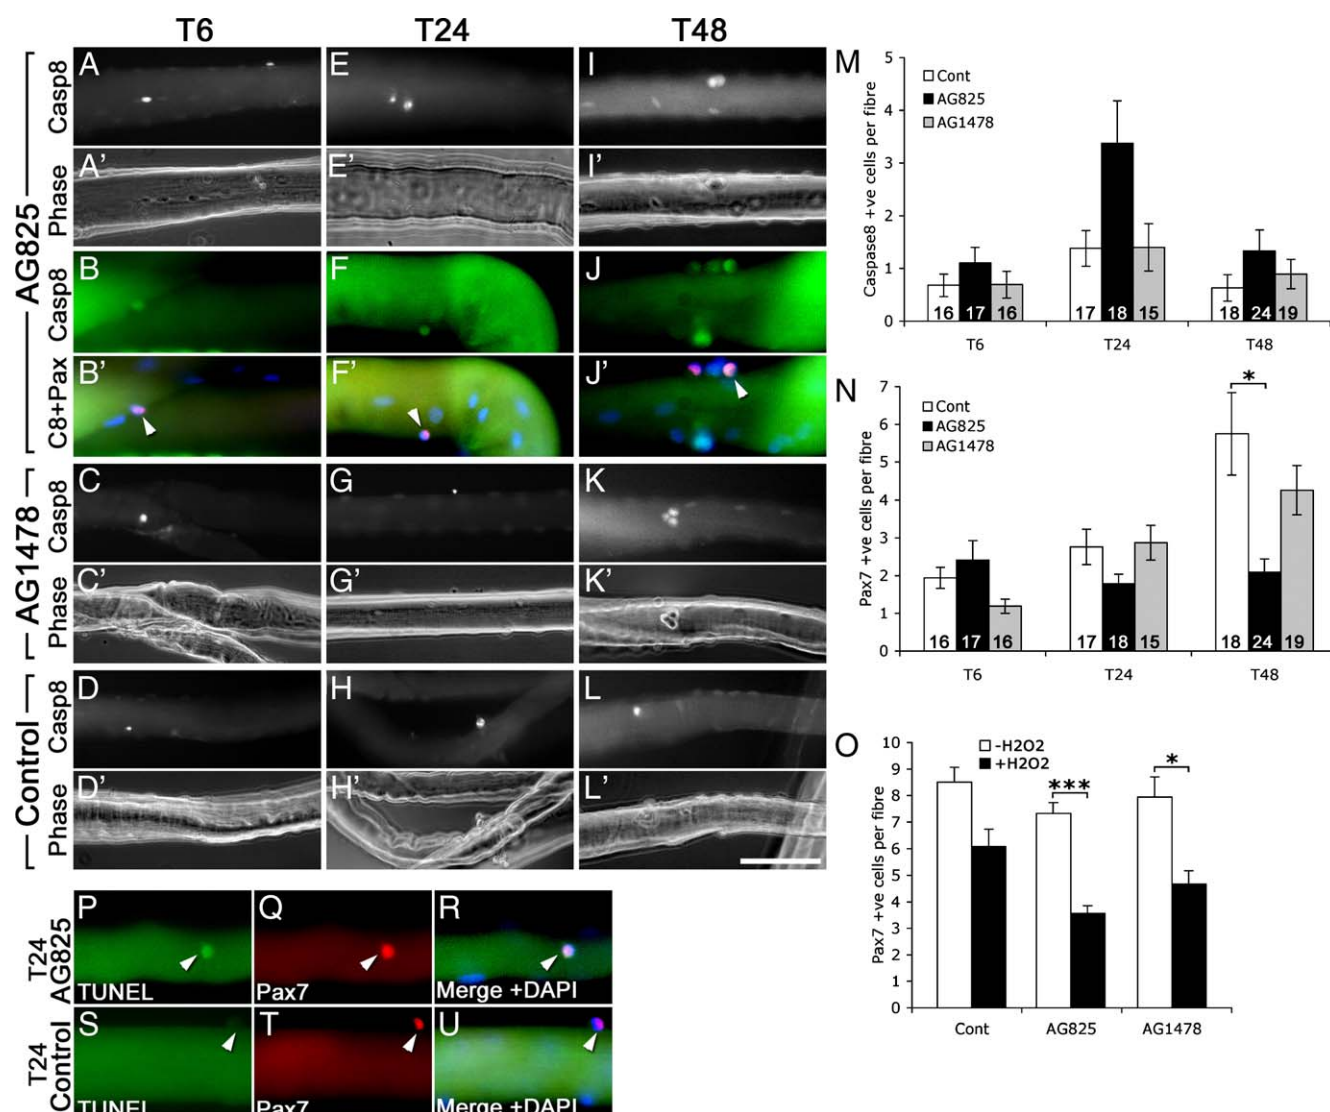 T6 T24 T48
AG825
Casp8
A E I
Phase
A’ E’ I’
Casp8
B F J
C8+Pax
B’ F’ J’
AG1478
Casp8
C G K
Phase
C’ G’ K’
Control
Casp8
D H L
Phase
D’ H’ L’
T24
AG825
P Q R
TUNEL Pax7 Merge +DAPI
T24
Control
S T U
TUNEL Pax7 Merge +DAPI
M
Caspase8 +ve cells per fibre
5
4
3
2
1
0
Cont
AG825
AG1478
16 17 16 17 18 15 18 24 19
T6 T24 T48
N
Pax7 +ve cells per fibre
7
6
5
4
3
2
1
0
Cont
AG825
AG1478
*
16 17 16 17 18 15 18 24 19
T6 T24 T48
O
Pax7 +ve cells per fibre
10
9
8
7
6
5
4
3
2
1
0
-H2O2
+H2O2
*** *
Cont AG825 AG1478